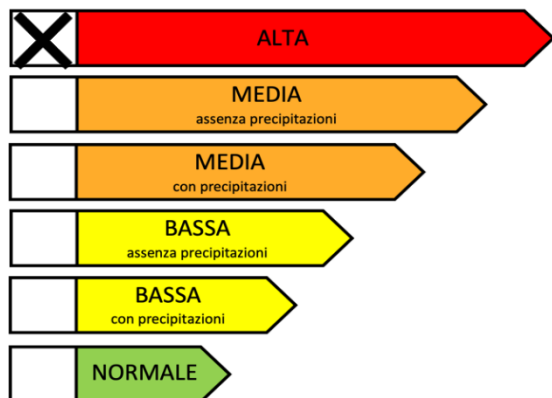 ALTA
MEDIA
assenza precipitazioni
MEDIA
con precipitazioni
BASSA
assenza precipitazioni
BASSA
con precipitazioni
NORMALE